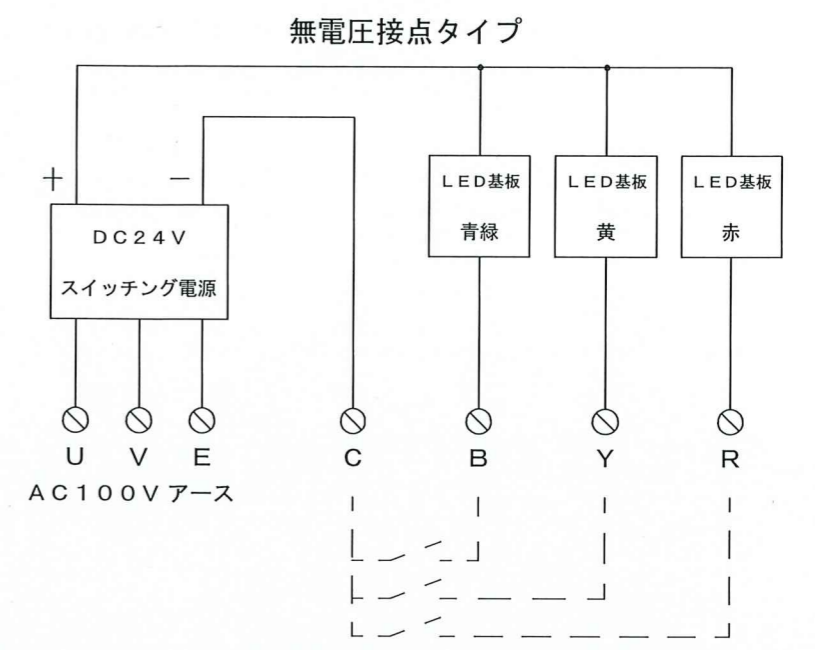 無電圧接点タイプ
＋ －
ＤＣ２４Ｖ
スイッチング電源
ＬＥＤ基板
青緑
ＬＥＤ基板
黄
ＬＥＤ基板
赤
U V E C B Y R
ＡＣ１００Ｖ アース